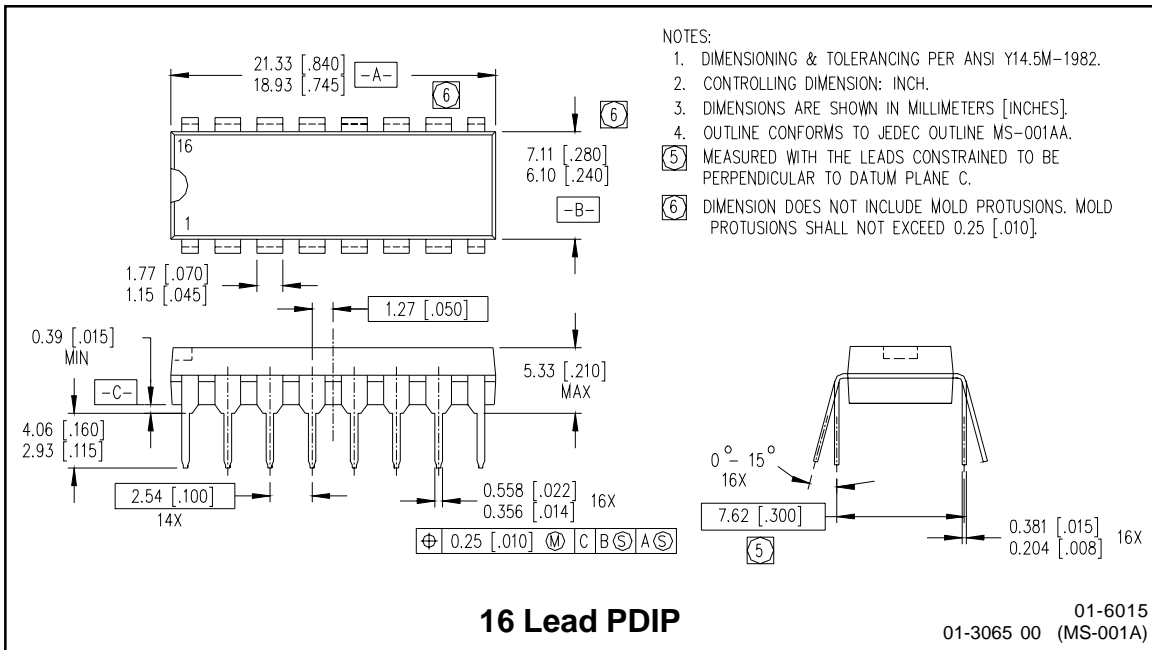 21.33 [.840]
18.93 [.745]
-A-
6
6
16
1
7.11 [.280]
6.10 [.240]
-B-
NOTES:
1. DIMENSIONING & TOLERANCING PER ANSI Y14.5M-1982.
2. CONTROLLING DIMENSION: INCH.
3. DIMENSIONS ARE SHOWN IN MILLIMETERS [INCHES].
4. OUTLINE CONFORMS TO JEDEC OUTLINE MS-001AA.
5 MEASURED WITH THE LEADS CONSTRAINED TO BE
PERPENDICULAR TO DATUM PLANE C.
6 DIMENSION DOES NOT INCLUDE MOLD PROTUSIONS. MOLD
PROTUSIONS SHALL NOT EXCEED 0.25 [.010].
1.77 [.070]
1.15 [.045]
1.27 [.050]
0.39 [.015]
MIN
-C-
5.33 [.210]
MAX
4.06 [.160]
2.93 [.115]
2.54 [.100]
14X
0.558 [.022]
0.356 [.014]
16X
⌖ 0.25 [.010] Ⓜ C B Ⓢ A Ⓢ
0° - 15°
16X
7.62 [.300]
5
0.381 [.015]
0.204 [.008]
16X
16 Lead PDIP
01-6015
01-3065 00 (MS-001A)